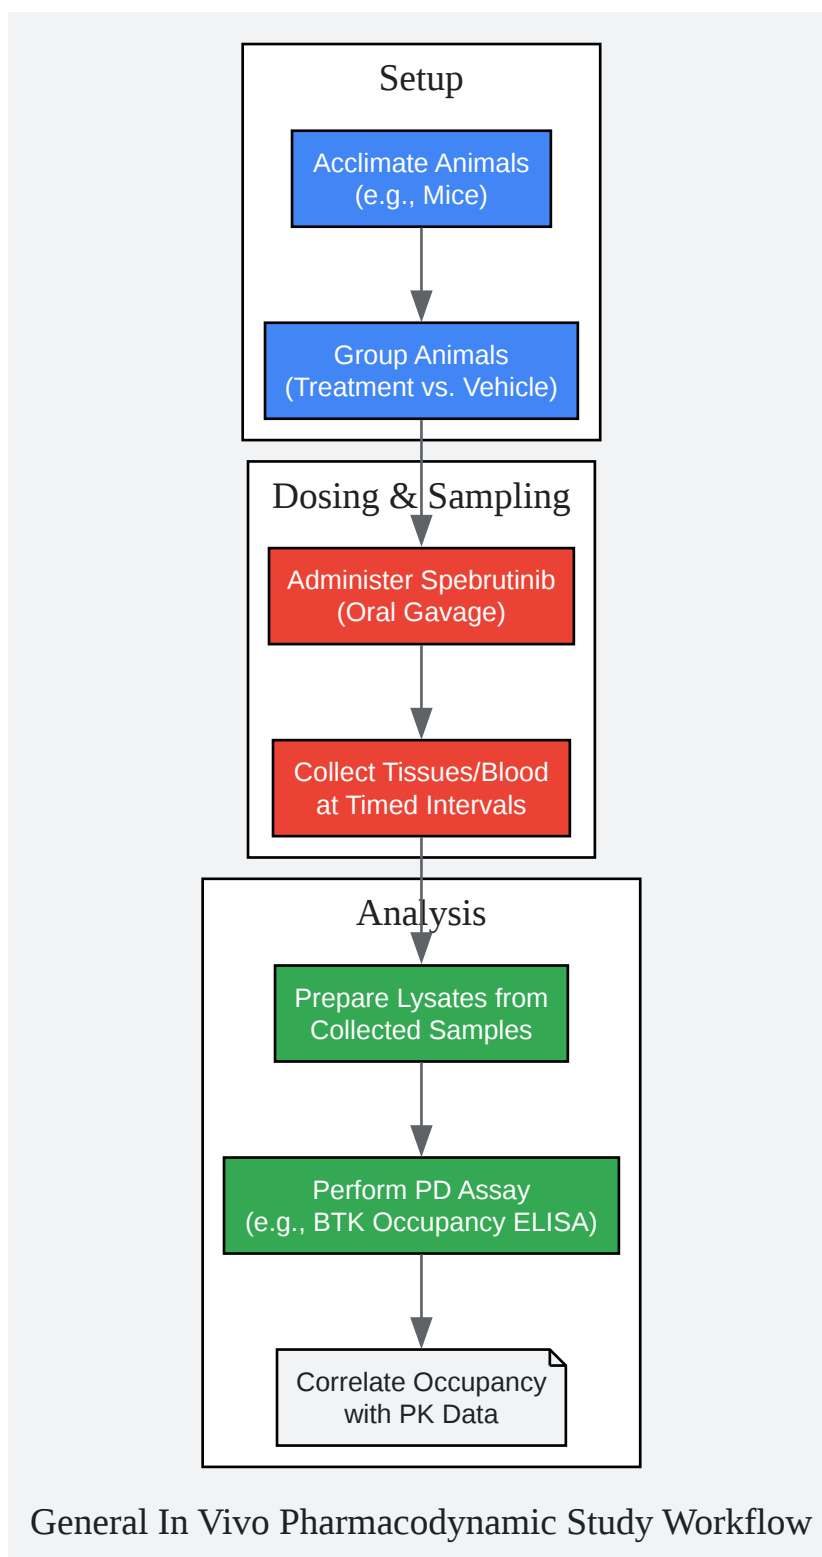 Setup
Acclimate Animals
(e.g., Mice)
Group Animals
(Treatment vs. Vehicle)
Dosing & Sampling
Administer Spebrutinib
(Oral Gavage)
Collect Tissues/Blood
at Timed Intervals
Analysis
Prepare Lysates from
Collected Samples
Perform PD Assay
(e.g., BTK Occupancy ELISA)
Correlate Occupancy
with PK Data
General In Vivo Pharmacodynamic Study Workflow